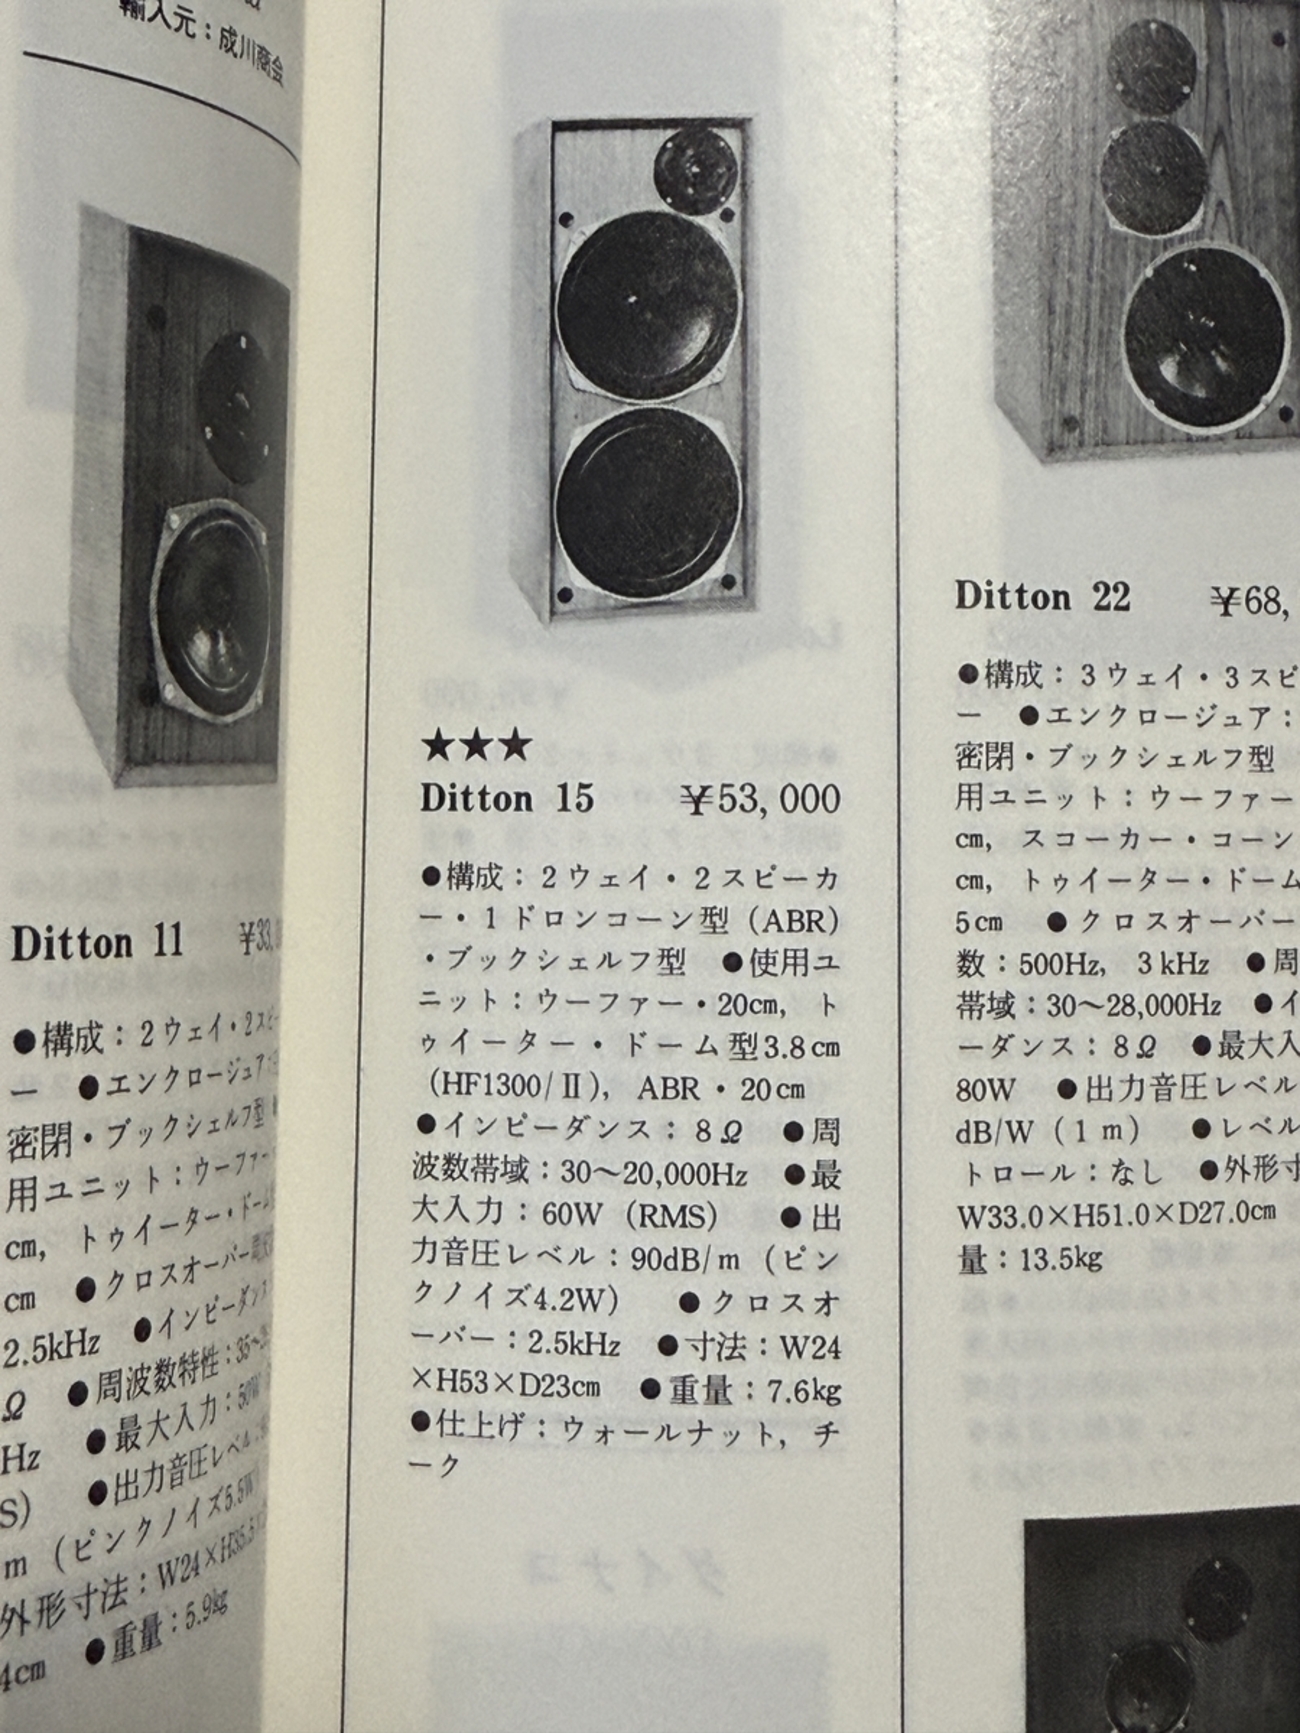 輸入元：成川商会
Ditton 11
●構成：2ウェイ・2スピ
ー ●エンクロージュア：
密閉・ブックシェルフ型
用ユニット：ウーファー
cm, トゥイーター・ドー
cm ●クロスオーバー
2.5kHz ●インピーダンス
Ω ●周波数特性：35〜
Hz ●最大入力：50W
S) ●出力音圧レベル
m（ピンクノイズ5.5W
外形寸法：W24×H35.5
4cm ●重量：5.9kg
★★★
Ditton 15 ¥53,000
●構成：2ウェイ・2スピーカ
ー・1ドロンコーン型（ABR）
・ブックシェルフ型 ●使用ユ
ニット：ウーファー・20cm, ト
ゥイーター・ドーム型3.8cm
（HF1300/Ⅱ), ABR・20cm
●インピーダンス：8Ω ●周
波数帯域：30〜20,000Hz ●最
大入力：60W（RMS） ●出
力音圧レベル：90dB/m（ピン
クノイズ4.2W） ●クロスオ
ーバー：2.5kHz ●寸法：W24
×H53×D23cm ●重量：7.6kg
●仕上げ：ウォールナット, チ
ーク
Ditton 22 ¥68,
●構成：3ウェイ・3スピ
ー ●エンクロージュア：
密閉・ブックシェルフ型
用ユニット：ウーファー
cm, スコーカー・コーン
cm, トゥイーター・ドーム
5cm ●クロスオーバー
数：500Hz, 3kHz ●周
帯域：30〜28,000Hz ●イ
ーダンス：8Ω ●最大入
80W ●出力音圧レベル
dB/W（1m） ●レベル
トロール：なし ●外形寸
W33.0×H51.0×D27.0cm
量：13.5kg